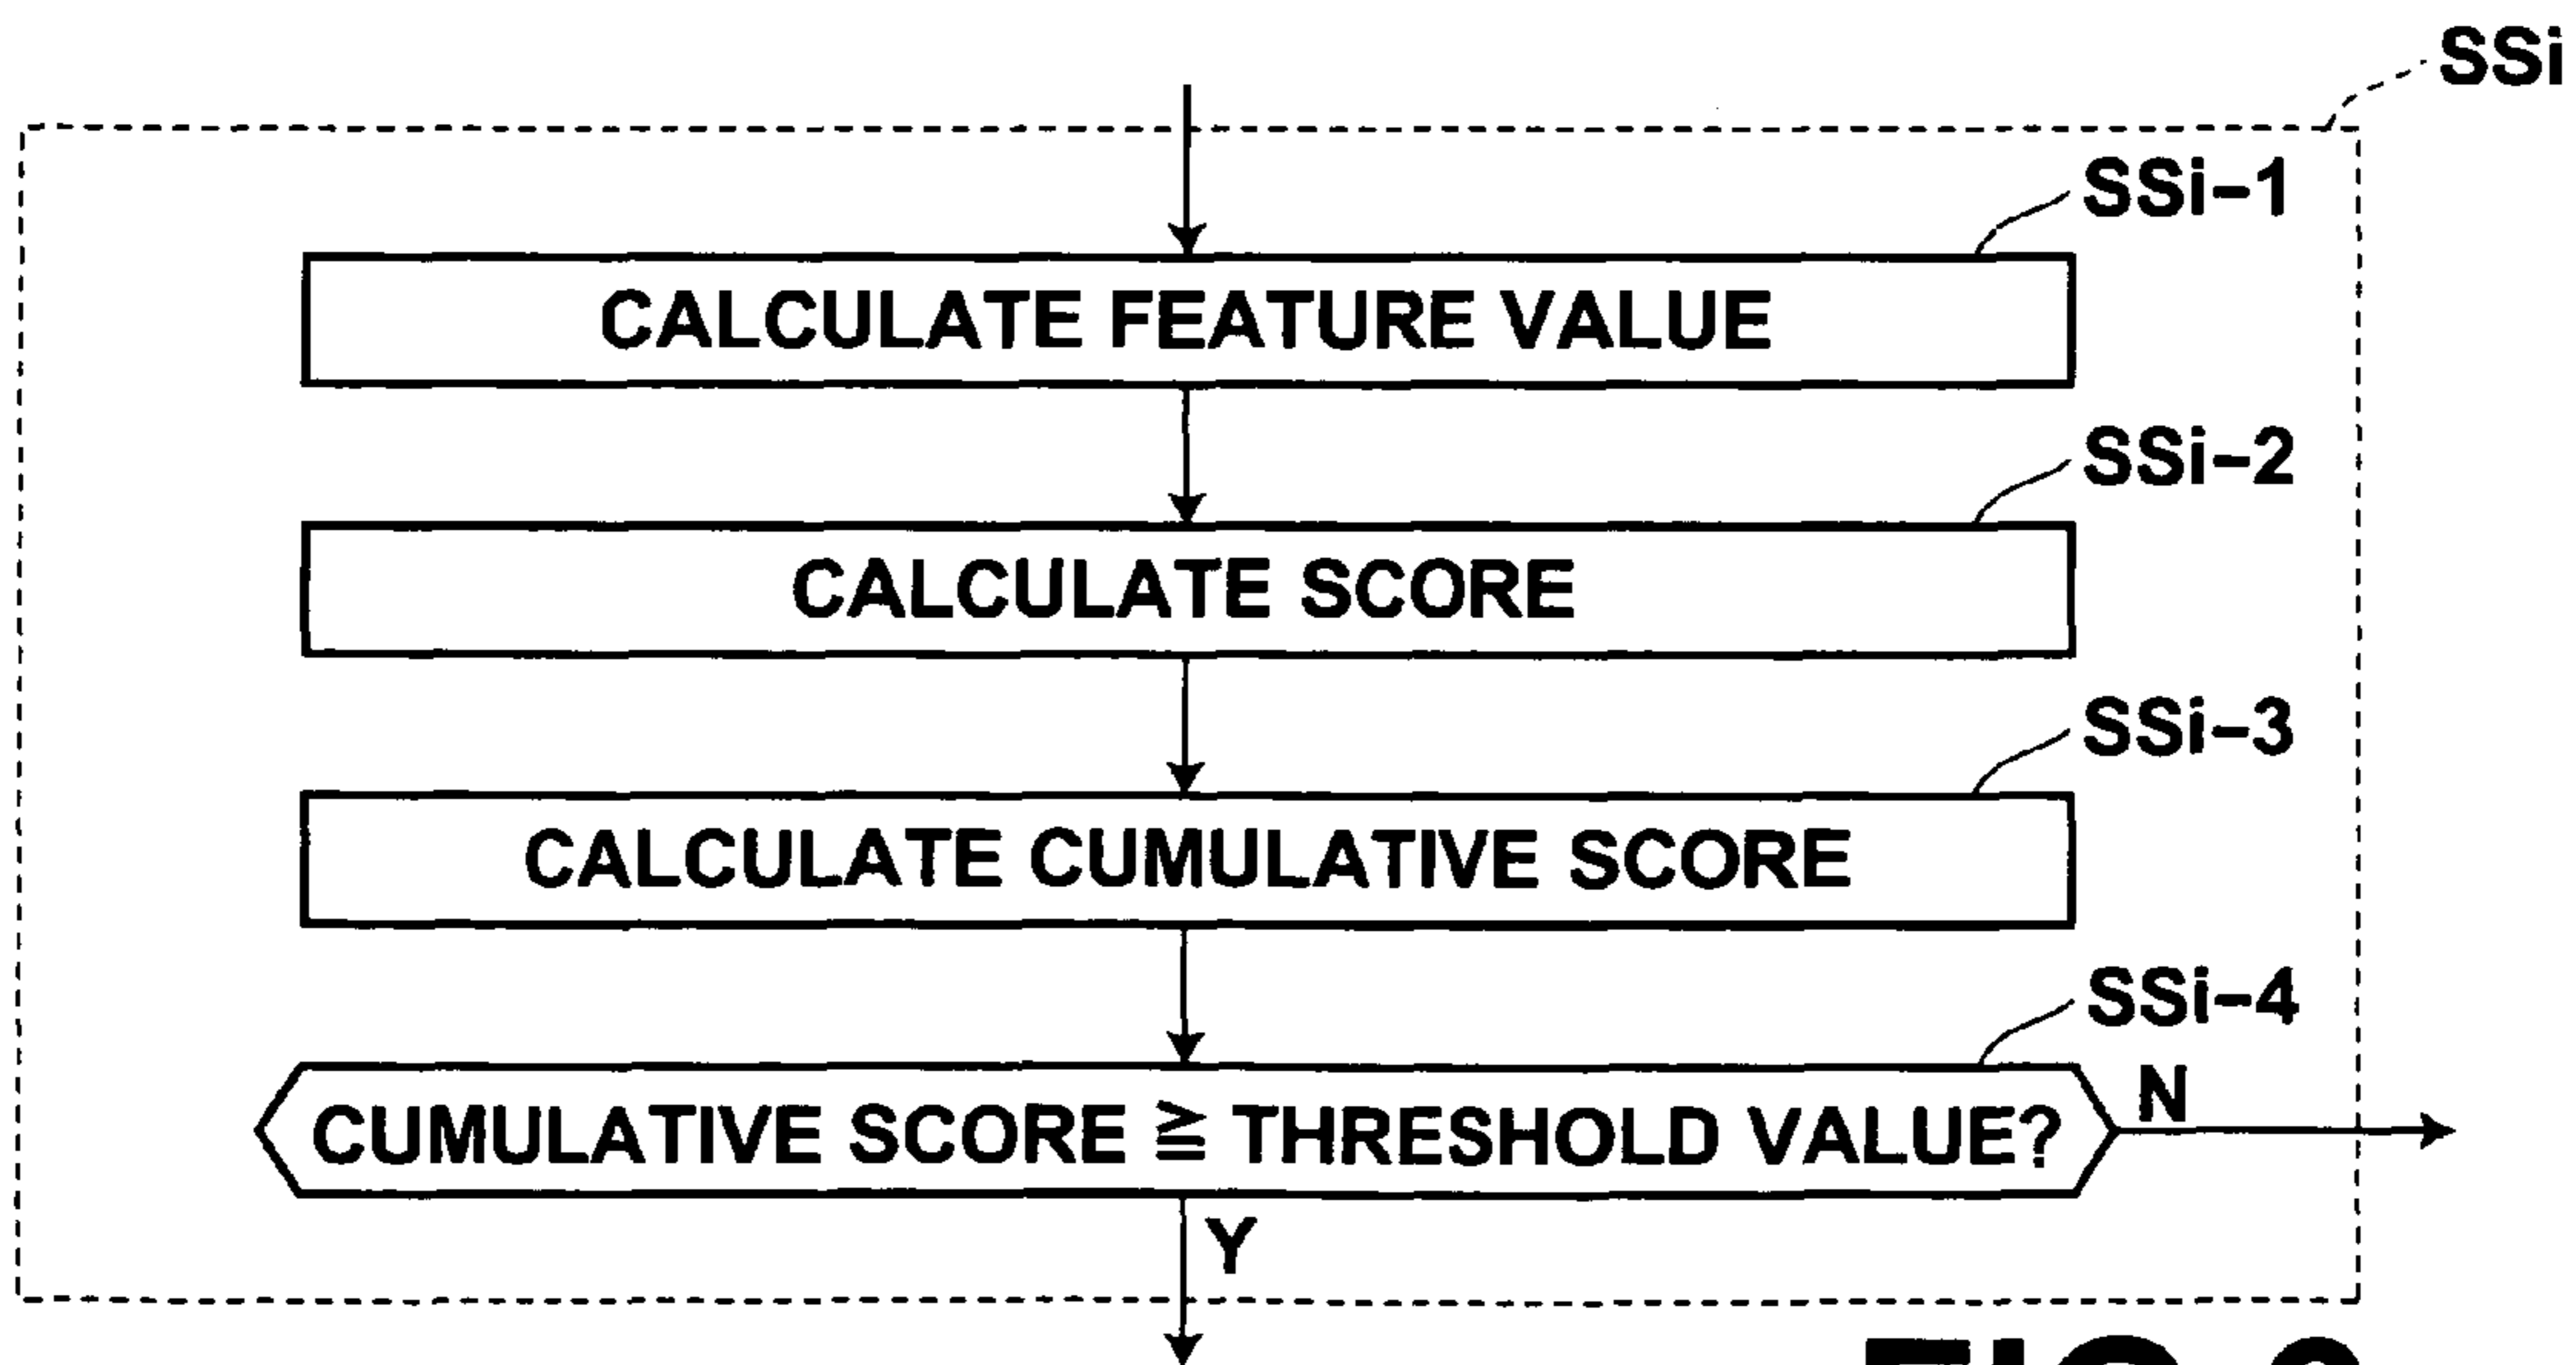 SSi
SSi-1
CALCULATE FEATURE VALUE
SSi-2
CALCULATE SCORE
SSi-3
CALCULATE CUMULATIVE SCORE
SSi-4
CUMULATIVE SCORE ≧ THRESHOLD VALUE?
N
Y